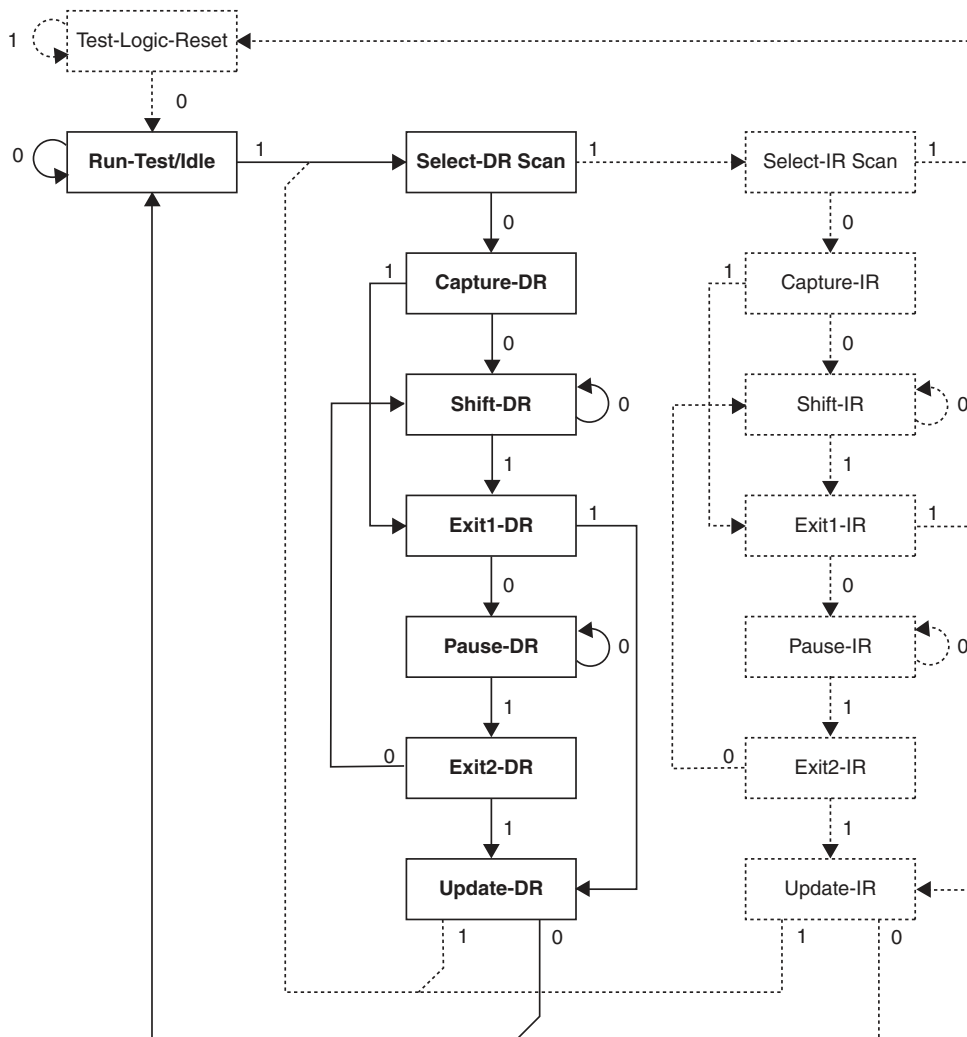 1 Test-Logic-Reset
0
0 Run-Test/Idle 1 Select-DR Scan 1 Select-IR Scan 1
0 0
1 Capture-DR 1 Capture-IR
0 0
Shift-DR 0 Shift-IR 0
1 1
Exit1-DR 1 Exit1-IR 1
0 0
Pause-DR 0 Pause-IR 0
1 1
0 Exit2-DR 0 Exit2-IR
1 1
Update-DR Update-IR
1 0 1 0